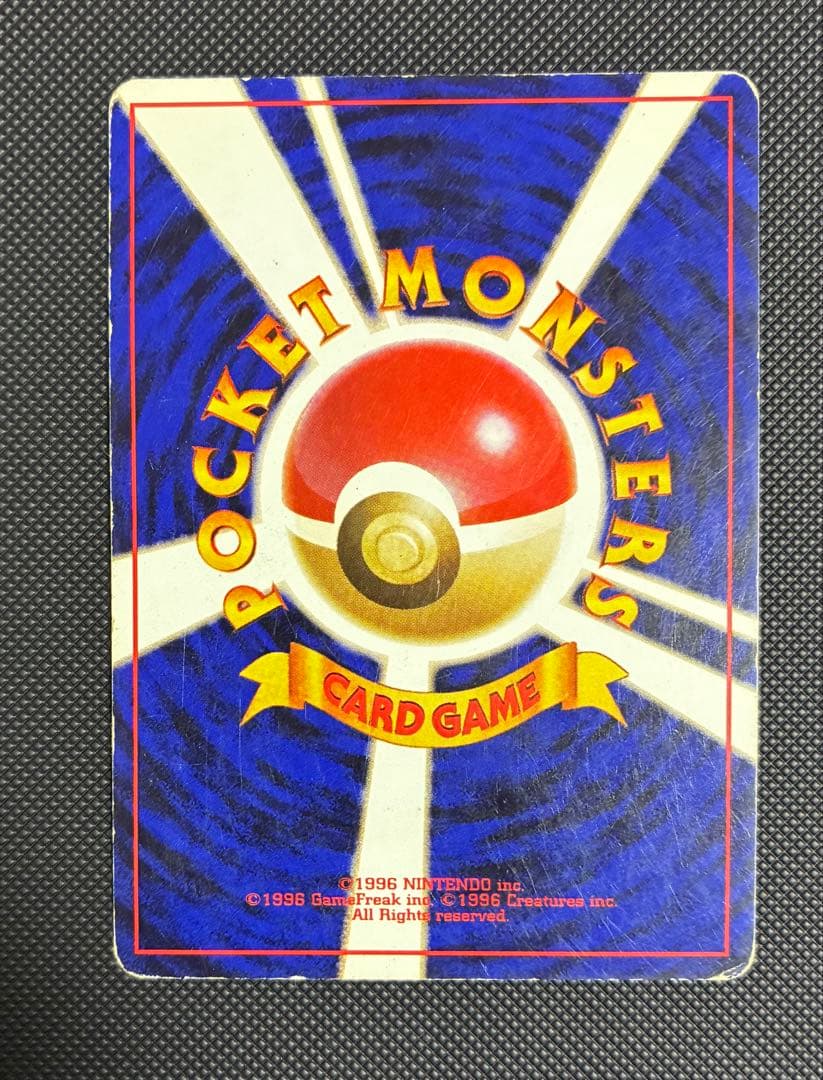 POCKET MONSTERS
CARD GAME
©1996 NINTENDO inc.
©1996 GameFreak inc. ©1996 Creatures inc.
All Rights reserved.